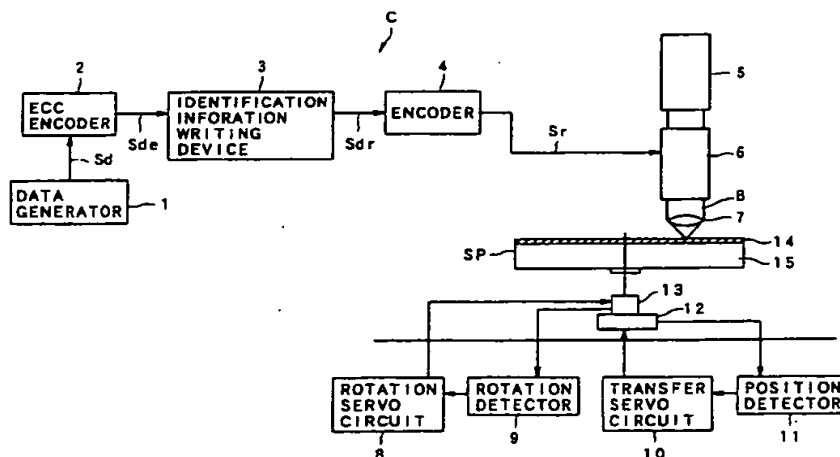 C
2
3
4
5
ECC
ENCODER
IDENTIFICATION
INFORATION
WRITING
DEVICE
ENCODER
Sde
Sdr
Sr
6
Sd
DATA
GENERATOR
1
B
7
SP
14
15
13
12
ROTATION
SERVO
CIRCUIT
ROTATION
DETECTOR
TRANSFER
SERVO
CIRCUIT
POSITION
DETECTOR
8
9
10
11